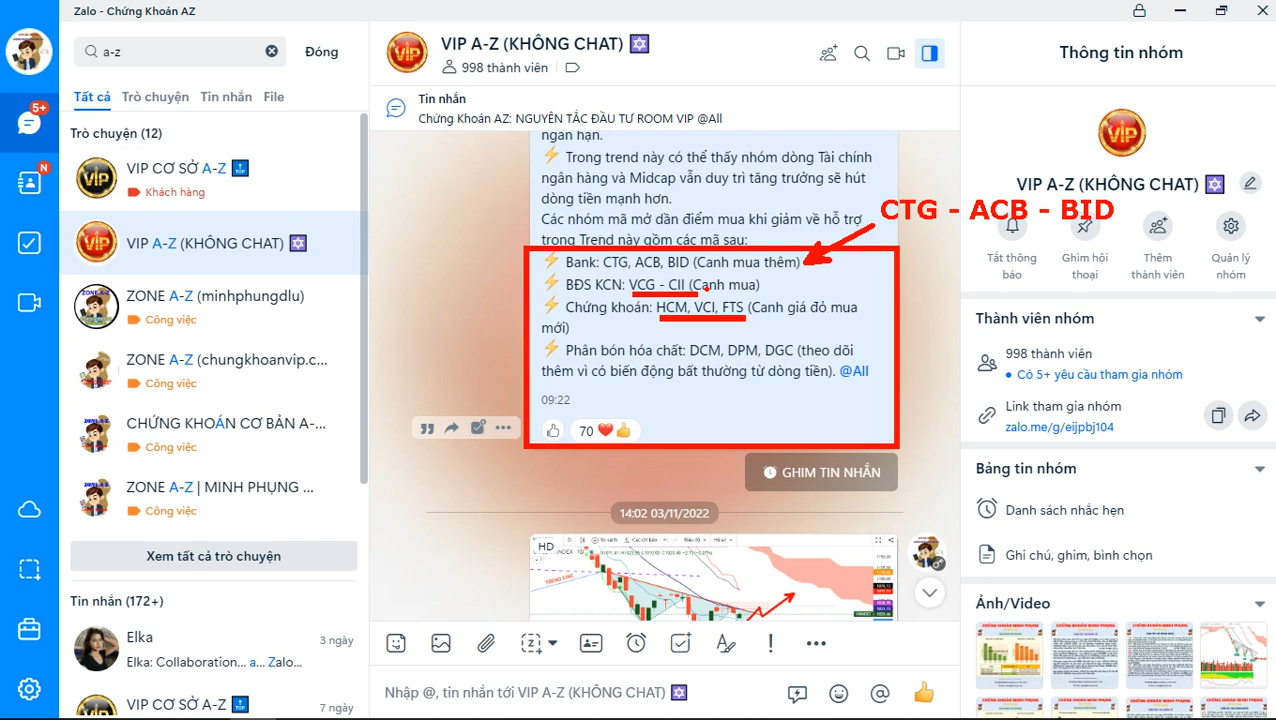 Zalo - Chứng Khoán AZ
a-z
Đóng
Tất cả Trò chuyện Tin nhắn File
Trò chuyện (12)
VIP CƠ SỞ A-Z
Khách hàng
VIP A-Z (KHÔNG CHAT)
ZONE A-Z (minhphungdlu)
Công việc
ZONE A-Z (chungkhoanvip.c...
Công việc
CHỨNG KHOÁN CƠ BẢN A-...
Công việc
ZONE A-Z | MINH PHỤNG ...
Công việc
Xem tất cả trò chuyện
Tin nhắn (172+)
Elka
3 ngày
Elka: Collaboration... a... Zalo...
VIP CƠ SỞ A-Z
7 ngày
5+
N
VIP A-Z (KHÔNG CHAT)
998 thành viên
Tin nhắn
Chứng Khoán AZ: NGUYÊN TẮC ĐẦU TƯ ROOM VIP @All
ngắn hạn.
Trong trend này có thể thấy nhóm dòng Tài chính
ngân hàng và Midcap vẫn duy trì tăng trưởng sẽ hút
dòng tiền mạnh hơn.
Các nhóm mã mở dần điểm mua khi giảm về hỗ trợ
trong Trend này gồm các mã sau:
CTG - ACB - BID
Bank: CTG, ACB, BID (Canh mua thêm)
BĐS KCN: VCG - CII (Canh mua)
Chứng khoán: HCM, VCI, FTS (Canh giá đỏ mua
mới)
Phân bón hóa chất: DCM, DPM, DGC (theo dõi
thêm vì có biến động bất thường từ dòng tiền). @All
09:22
70
GHIM TIN NHẮN
14:02 03/11/2022
HD
TREND LINE
Nhập @, tin nhắn tới VIP A-Z (KHÔNG CHAT)
Thông tin nhóm
VIP
VIP A-Z (KHÔNG CHAT)
Tắt thông báo
Ghim hội thoại
Thêm thành viên
Quản lý nhóm
Thành viên nhóm
998 thành viên
Có 5+ yêu cầu tham gia nhóm
Link tham gia nhóm
zalo.me/g/eijpbj104
Bảng tin nhóm
Danh sách nhắc hẹn
Ghi chú, ghim, bình chọn
Ảnh/Video
CHỨNG KHOÁN AZ